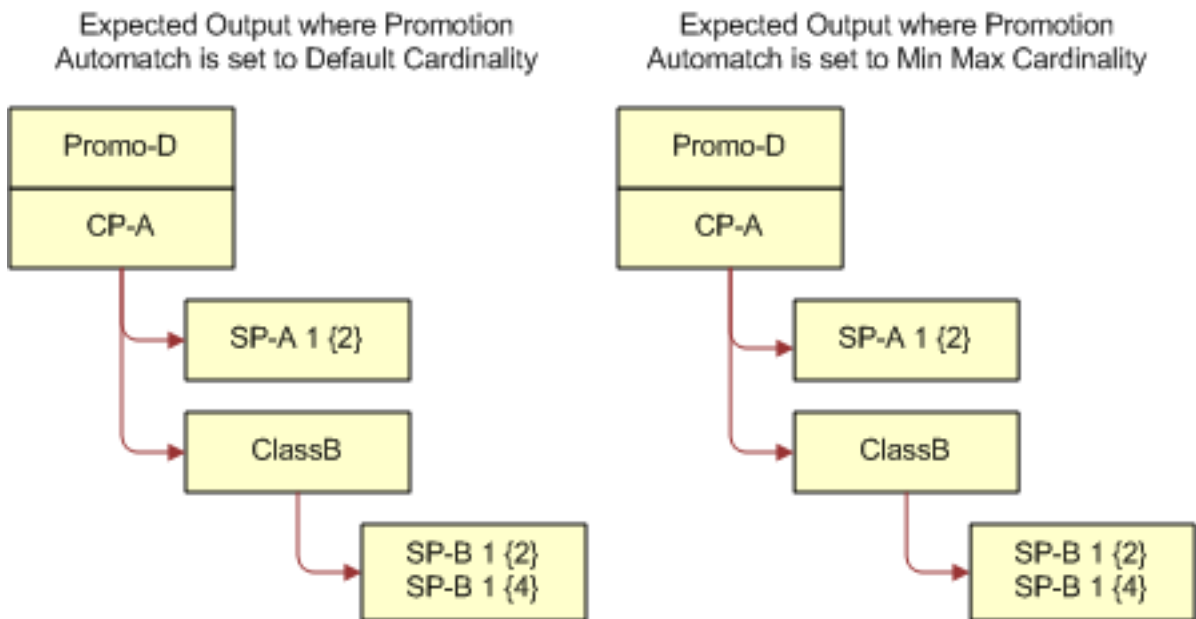 Expected Output where Promotion
Automatch is set to Default Cardinality
Promo-D
CP-A
SP-A 1 {2}
ClassB
SP-B 1 {2}
SP-B 1 {4}
Expected Output where Promotion
Automatch is set to Min Max Cardinality
Promo-D
CP-A
SP-A 1 {2}
ClassB
SP-B 1 {2}
SP-B 1 {4}